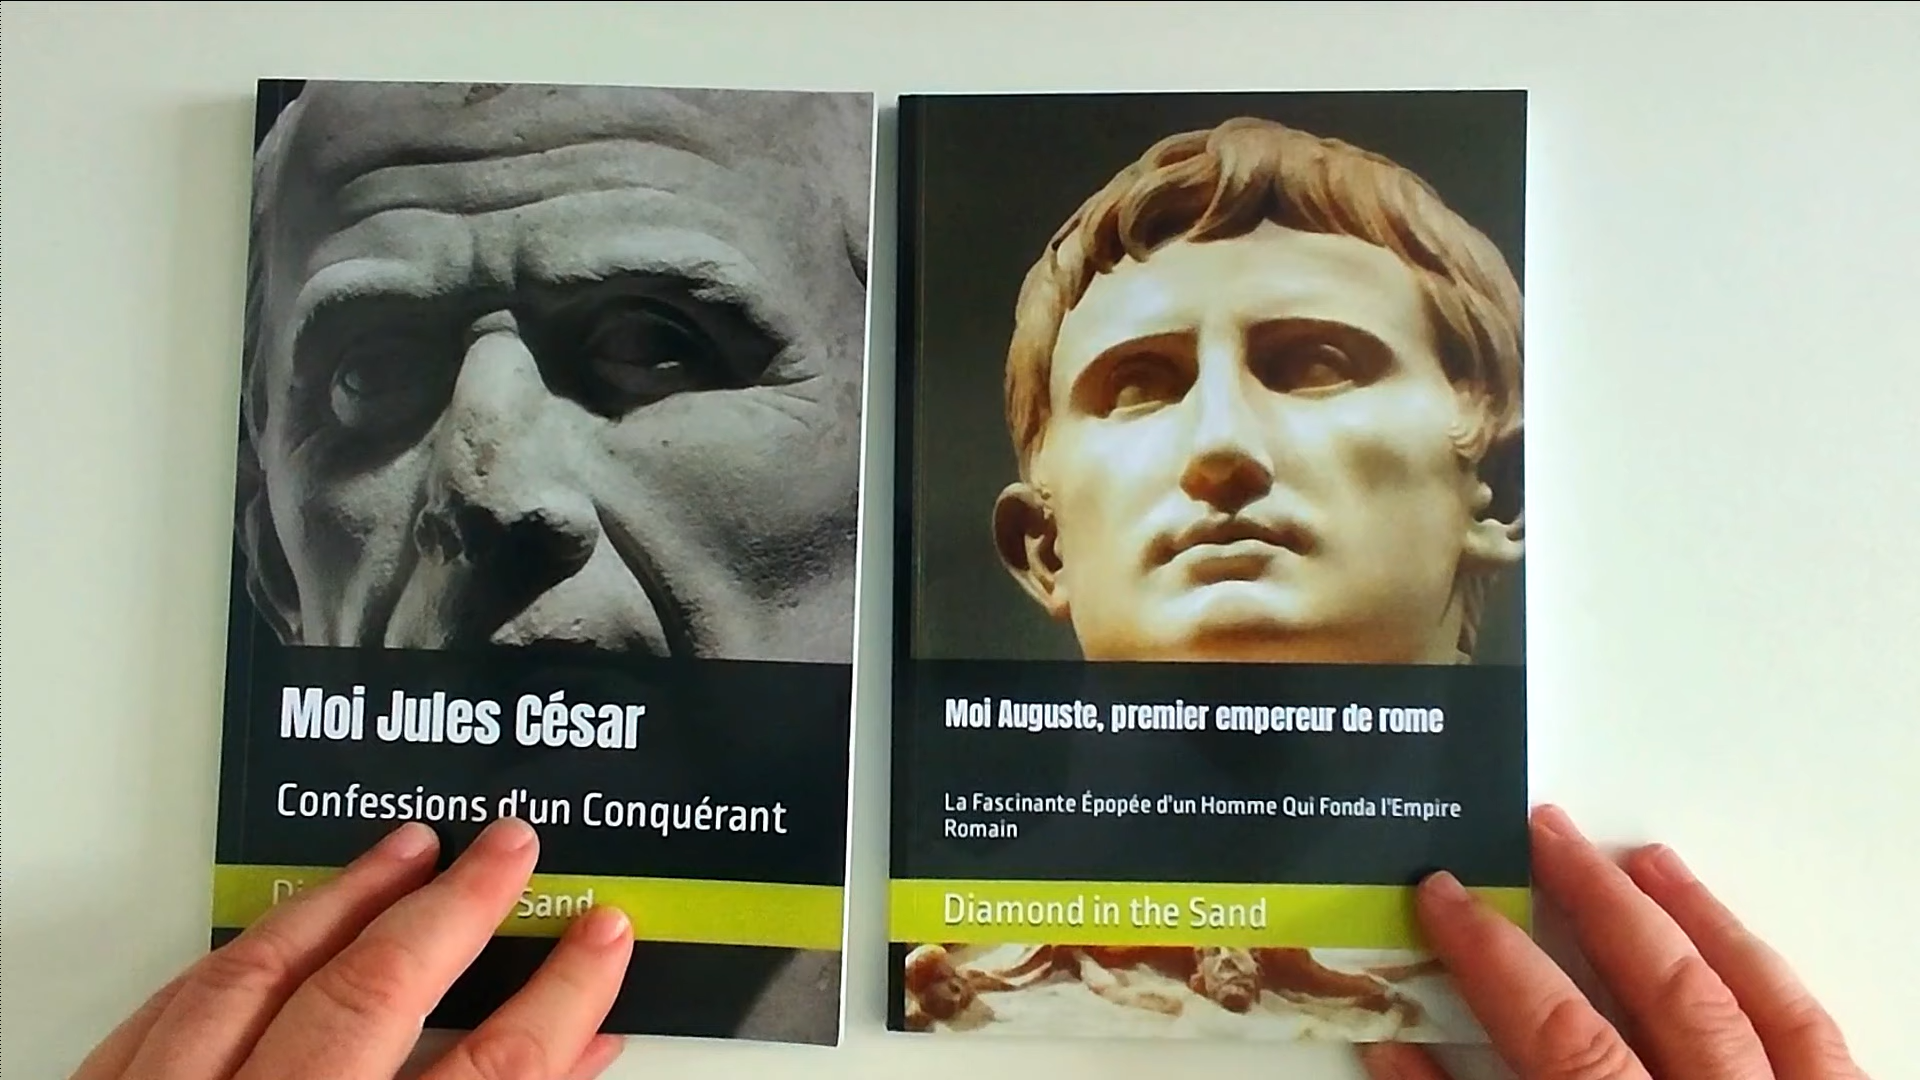 Moi Jules César
Confessions d'un Conquérant
Sand
Moi Auguste, premier empereur de rome
La Fascinante Épopée d'un Homme Qui Fonda l'Empire
Romain
Diamond in the Sand